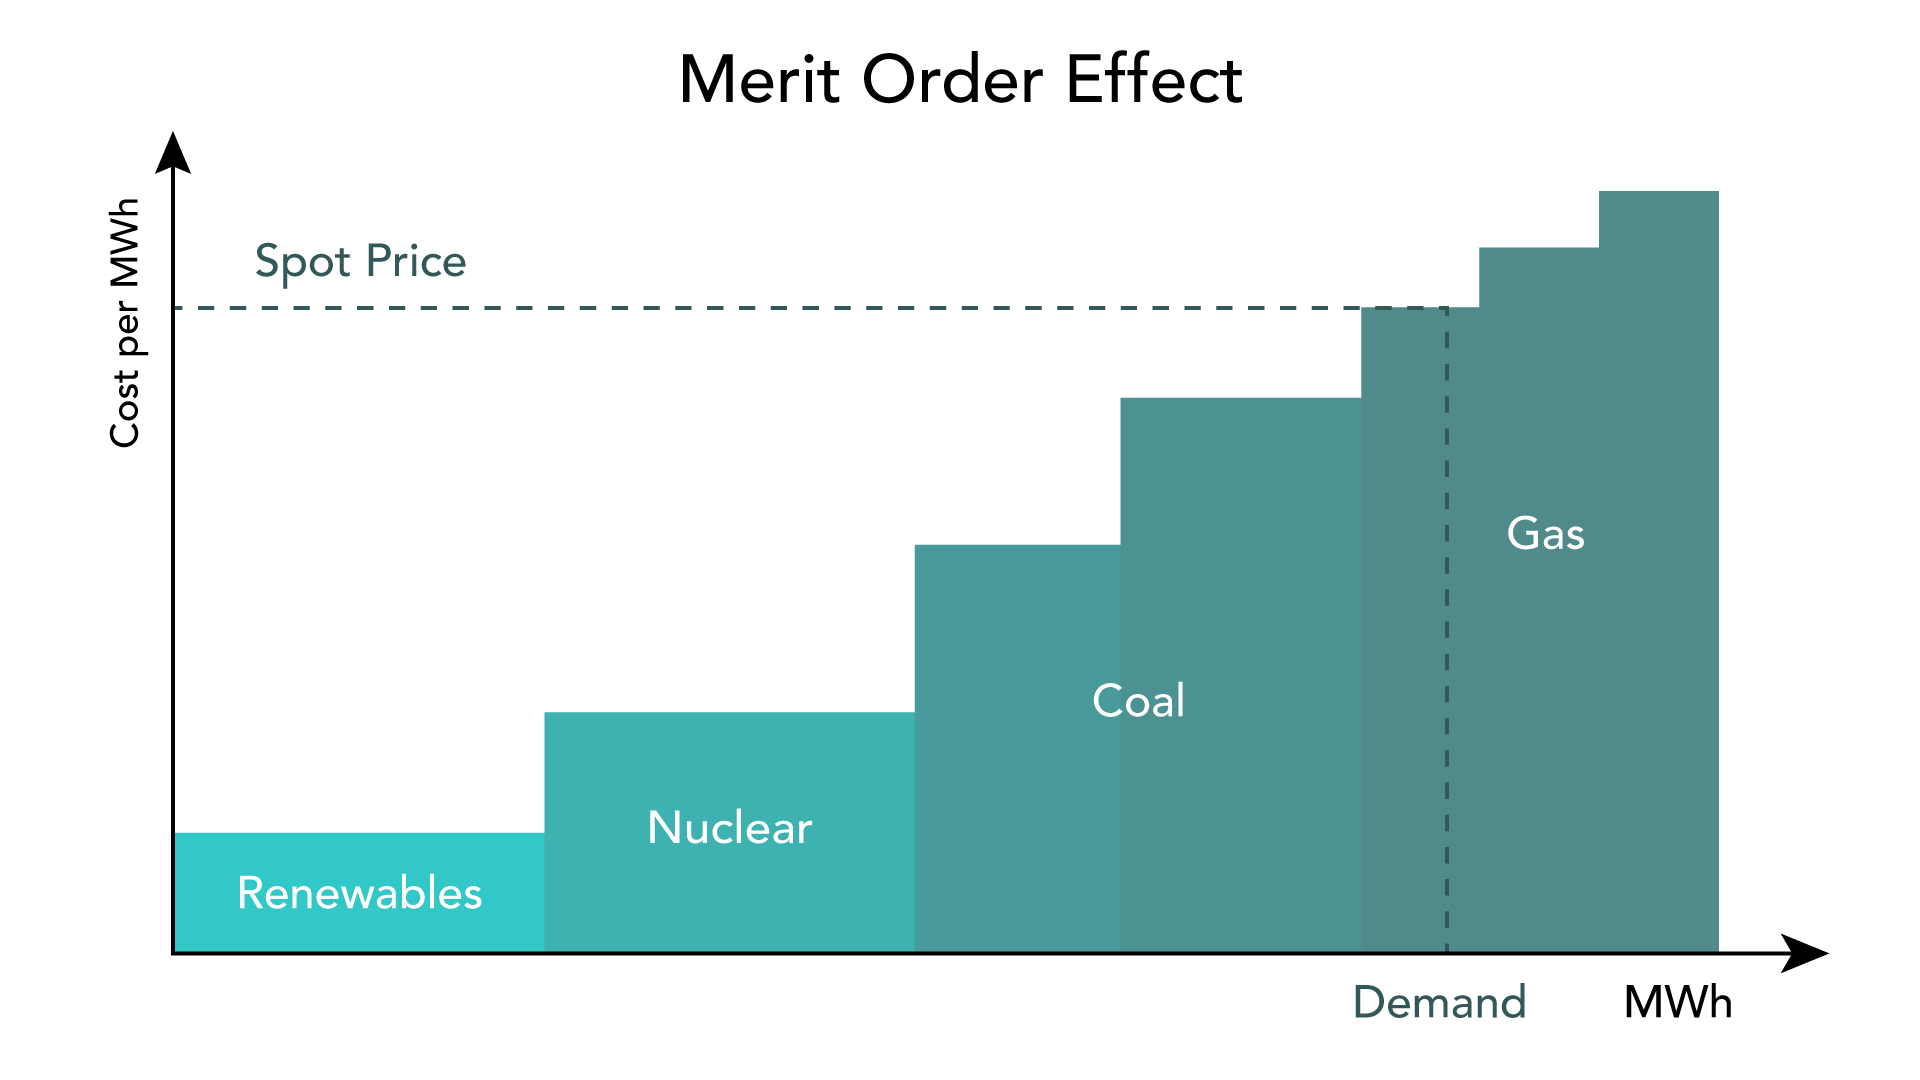 Merit Order Effect
Cost per MWh
Spot Price
Gas
Coal
Nuclear
Renewables
Demand
MWh